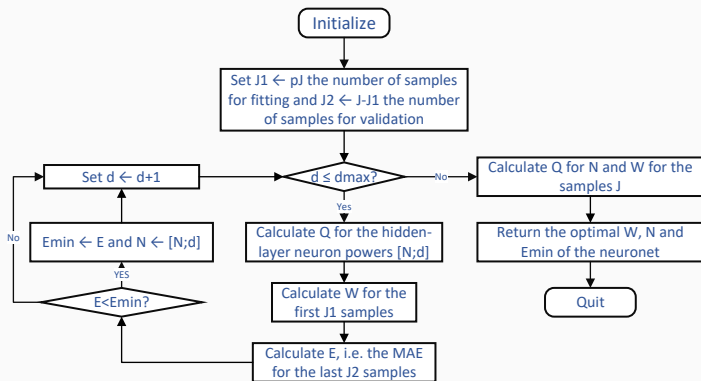 Initialize
Set J1 ← pJ the number of samples
for fitting and J2 ← J-J1 the number
of samples for validation
Set d ← d+1
d ≤ dmax?
No
Calculate Q for N and W for the
samples J
Yes
No
Emin ← E and N ← [N;d]
Calculate Q for the hidden-
layer neuron powers [N;d]
Return the optimal W, N and
Emin of the neuronet
YES
E<Emin?
Calculate W for the
first J1 samples
Quit
Calculate E, i.e. the MAE
for the last J2 samples